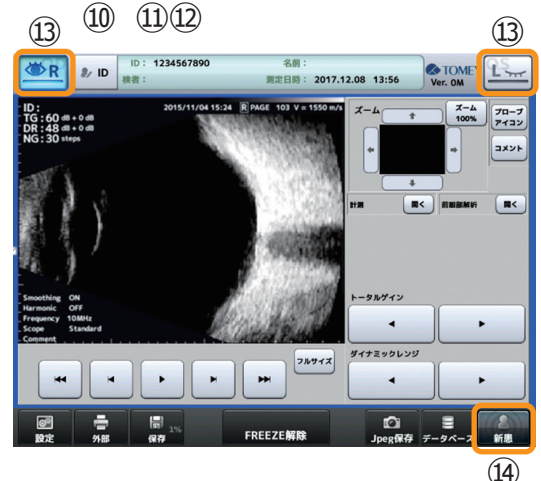 ⑩ ⑪⑫
⑬ ⑬
R ID ID： 1234567890 名前： TOMEY L
検者： 測定日時： 2017.12.08 13:56 Ver. 0M
ID :
TG : 60 dB + 0 dB
DR : 48 dB + 0 dB
NG : 30 steps
2015/11/04 15:24 R PAGE 103 V = 1550 m/s
ズーム
ズーム
100%
プローブ
アイコン
コメント
計測 開く 前眼部解析 開く
Smoothing ON
Harmonic OFF
Frequency 10MHz
Scope Standard
Comment
トータルゲイン
フルサイズ
ダイナミックレンジ
設定 外部 保存 1% FREEZE解除 Jpeg保存 データベース 新患
⑭